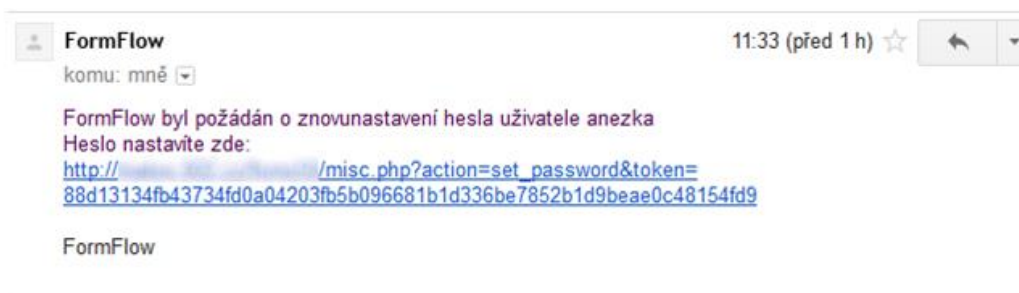 FormFlow
11:33 (před 1 h)
komu: mně
FormFlow byl požádán o znovunastavení hesla uživatele anezka
Heslo nastavíte zde:
http:// /misc.php?action=set_password&token=
88d13134fb43734fd0a04203fb5b096681b1d336be7852b1d9beae0c48154fd9
FormFlow